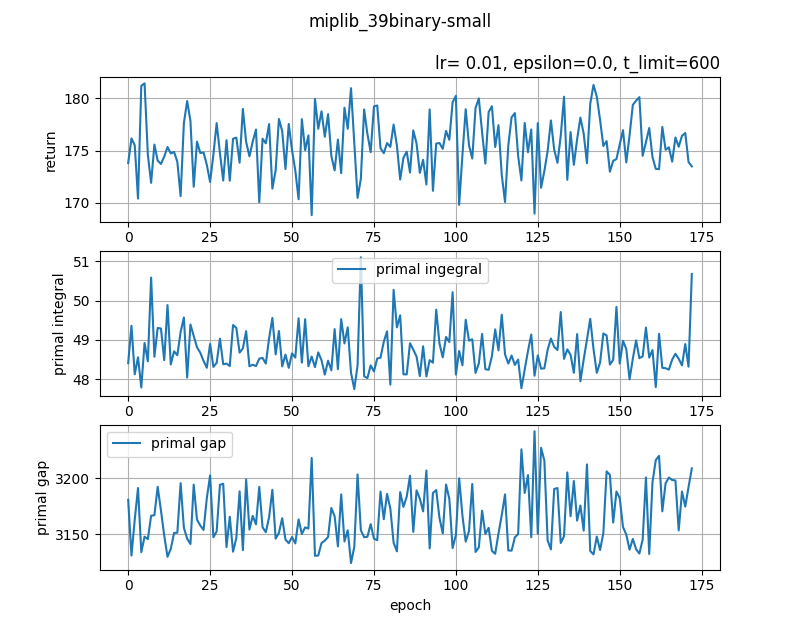 miplib_39binary-small
lr= 0.01, epsilon=0.0, t_limit=600
return
180
175
170
0 25 50 75 100 125 150 175
primal integral
51
50
49
48
primal ingegral
0 25 50 75 100 125 150 175
primal gap
3200
3150
primal gap
0 25 50 75 100 125 150 175
epoch